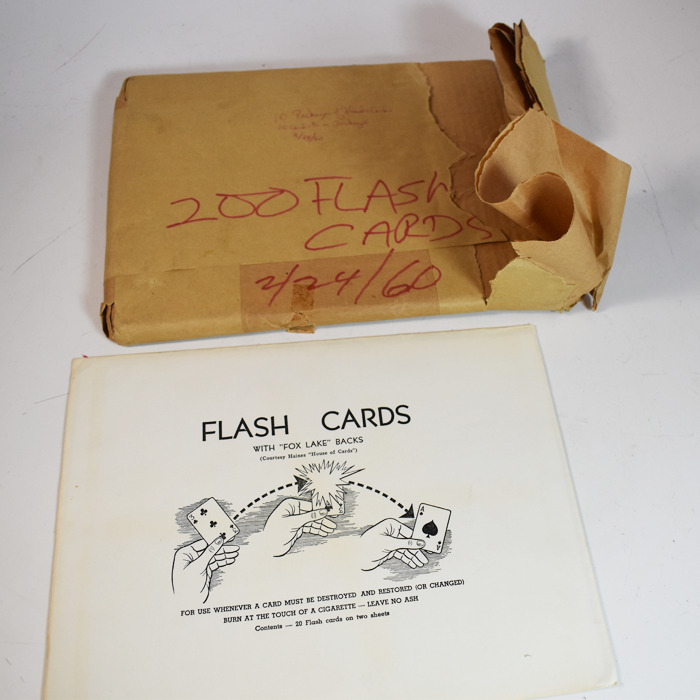 200 FLASH
CARDS
2/24/60
FLASH CARDS
WITH "FOX LAKE" BACKS
(Courtesy Haines "House of Cards")
FOR USE WHENEVER A CARD MUST BE DESTROYED AND RESTORED (OR CHANGED)
BURN AT THE TOUCH OF A CIGARETTE — LEAVE NO ASH
Contents — 20 Flash cards on two sheets